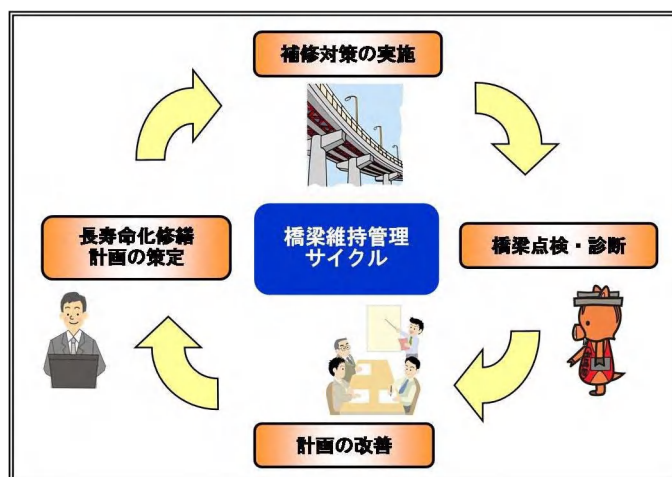 補修対策の実施
長寿命化修繕
計画の策定
橋梁維持管理
サイクル
橋梁点検・診断
計画の改善